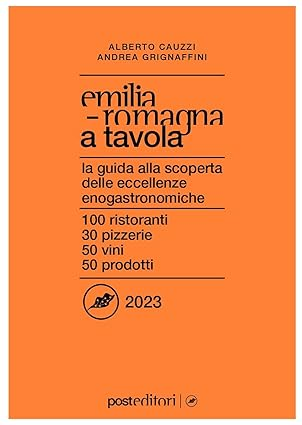 ALBERTO CAUZZI
ANDREA GRIGNAFFINI
emilia
-romagna
a tavola
la guida alla scoperta
delle eccellenze
enogastronomiche
100 ristoranti
30 pizzerie
50 vini
50 prodotti
2023
posteditori